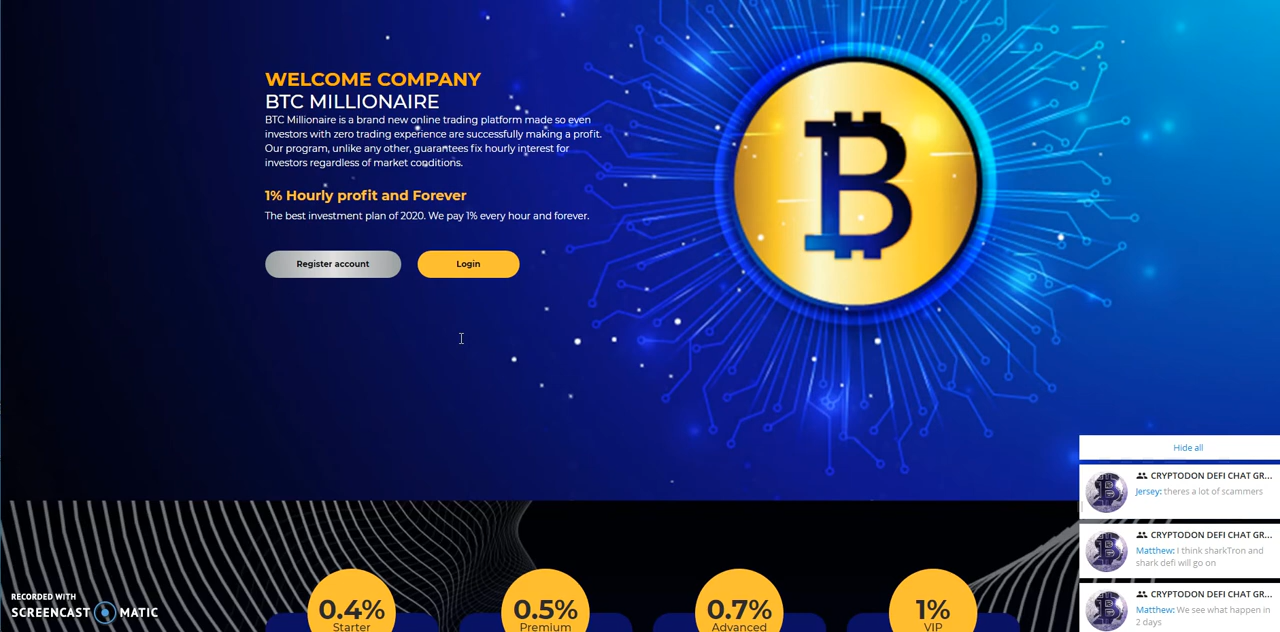 WELCOME COMPANY
BTC MILLIONAIRE
BTC Millionaire is a brand new online trading platform made so even
investors with zero trading experience are successfully making a profit.
Our program, unlike any other, guarantees fix hourly interest for
investors regardless of market conditions.
1% Hourly profit and Forever
The best investment plan of 2020. We pay 1% every hour and forever.
Register account
Login
Hide all
CRYPTODON DEFI CHAT GR...
Jersey: theres a lot of scammers
CRYPTODON DEFI CHAT GR...
Matthew: I think sharkTron and
shark defi will go on
CRYPTODON DEFI CHAT GR...
Matthew: We see what happen in
2 days
0.4%
Starter
0.5%
Premium
0.7%
Advanced
1%
VIP
RECORDED WITH
SCREENCAST MATIC